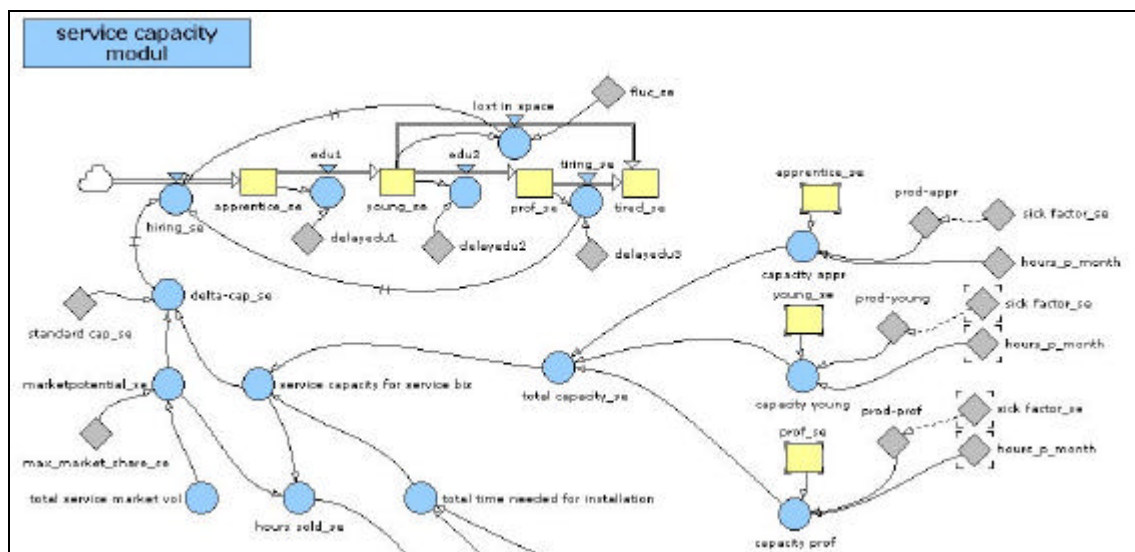 service capacity
modul
fluc_se
lost in space
edu1
edu2
tiring_se
apprentice_se
young_se
prof_se
tired_se
hiring_se
delayedu1
delayedu2
delayedu3
apprentice_se
prod-appr
sick factor_se
hours_p_month
capacity appr
delta-cap_se
standard cap_se
young_se
prod-young
sick factor_se
hours_p_month
marketpotential_se
service capacity for service biz
total capacity_se
capacity young
prod-prof
sick factor_se
prof_se
hours_p_month
max_market_share_se
total service market vol
hours sold_se
total time needed for installation
capacity prof